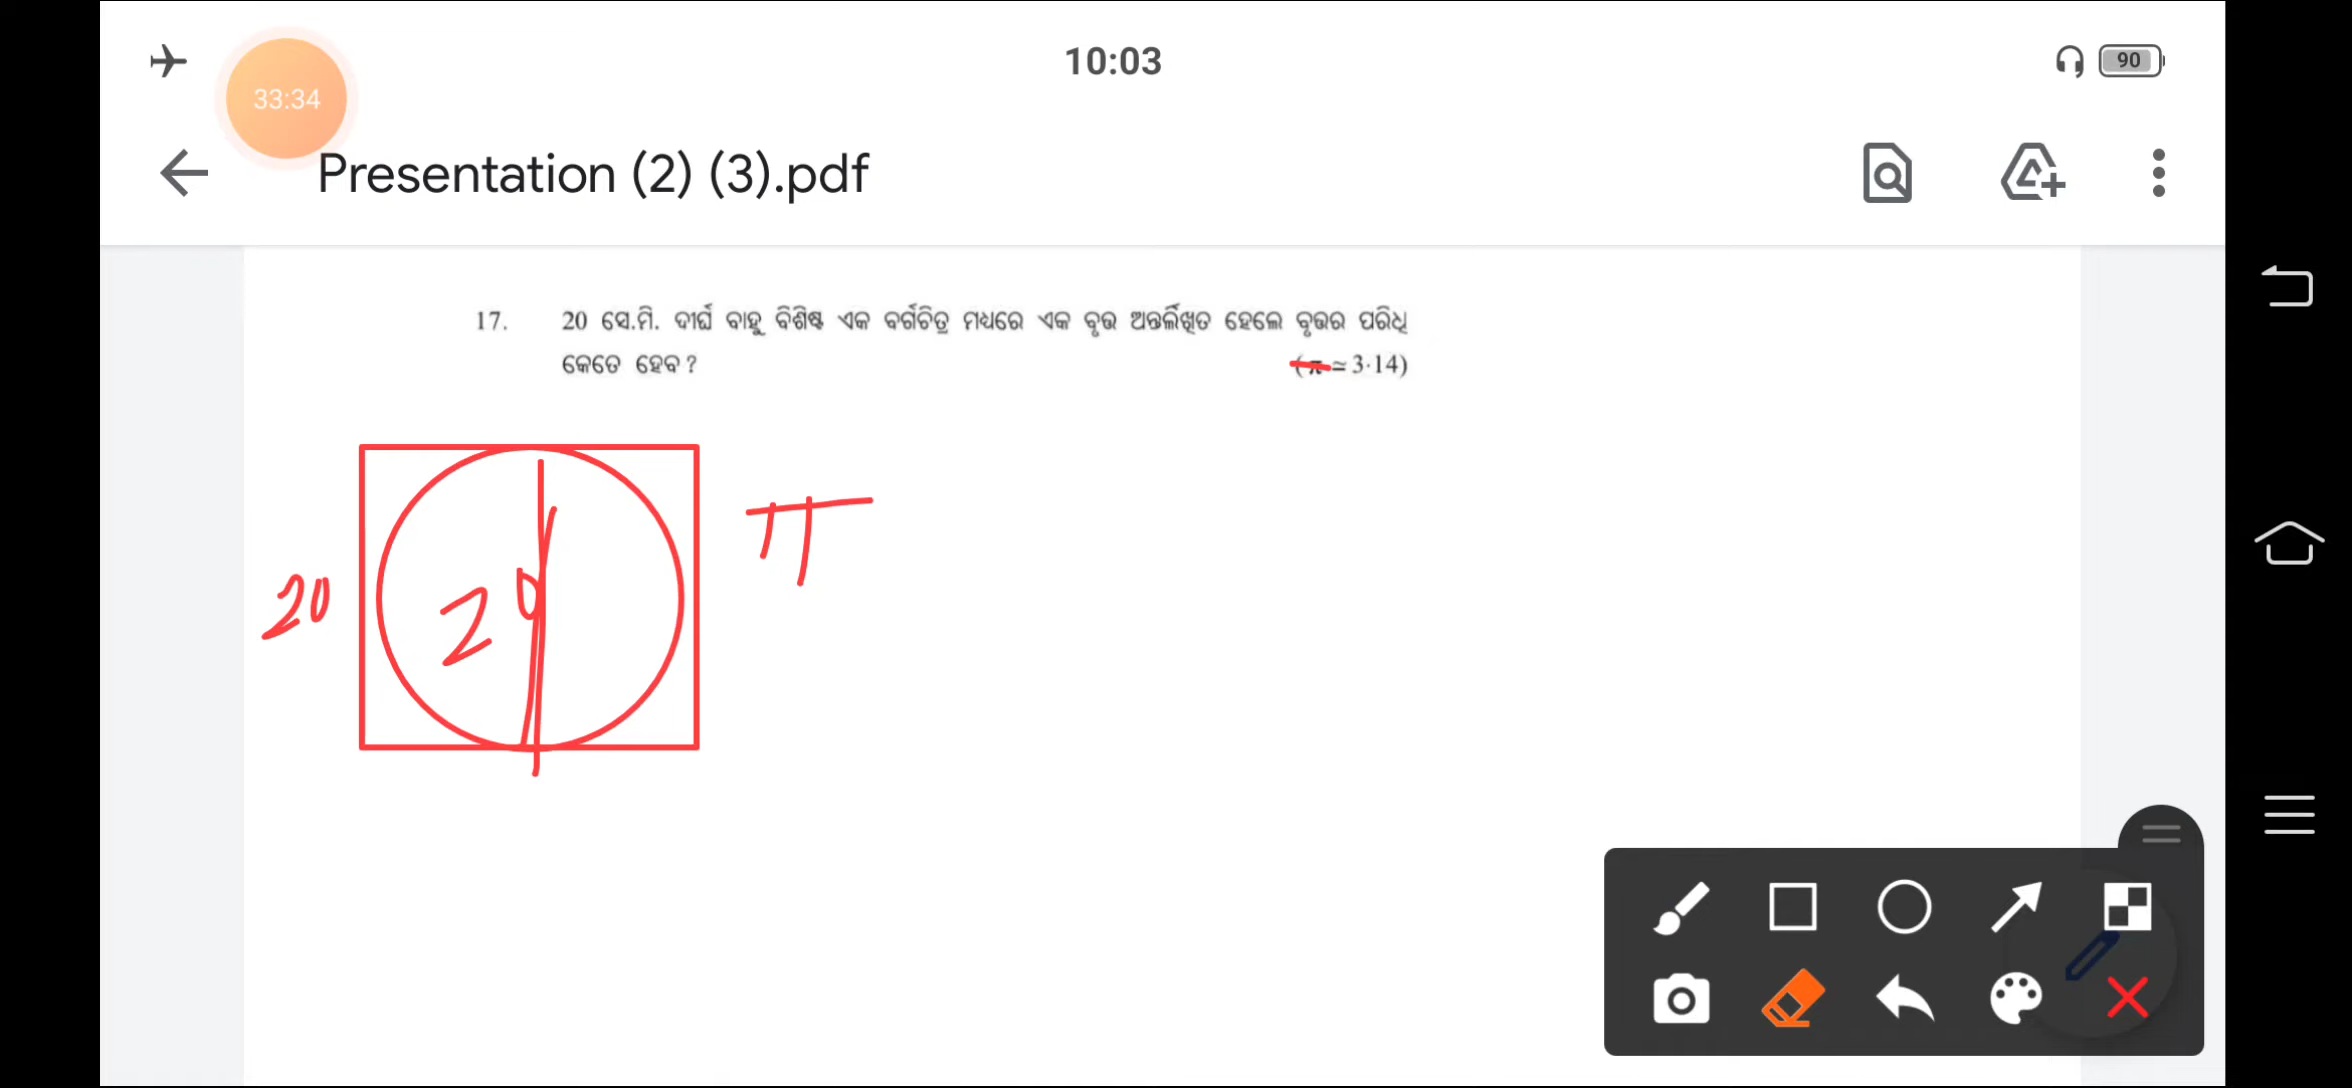 10:03
90
33:34
Presentation (2) (3).pdf
17. 20 ସେ.ମି. ଦୀର୍ଘ ବାହୁ ବିଶିଷ୍ଟ ଏକ ବର୍ଗଚିତ୍ର ମଧ୍ୟରେ ଏକ ବୃତ୍ତ ଅନ୍ତର୍ଲିଖିତ ହେଲେ ବୃତ୍ତର ପରିଧି
କେତେ ହେବ ? (π ≃ 3·14)
20
20
π